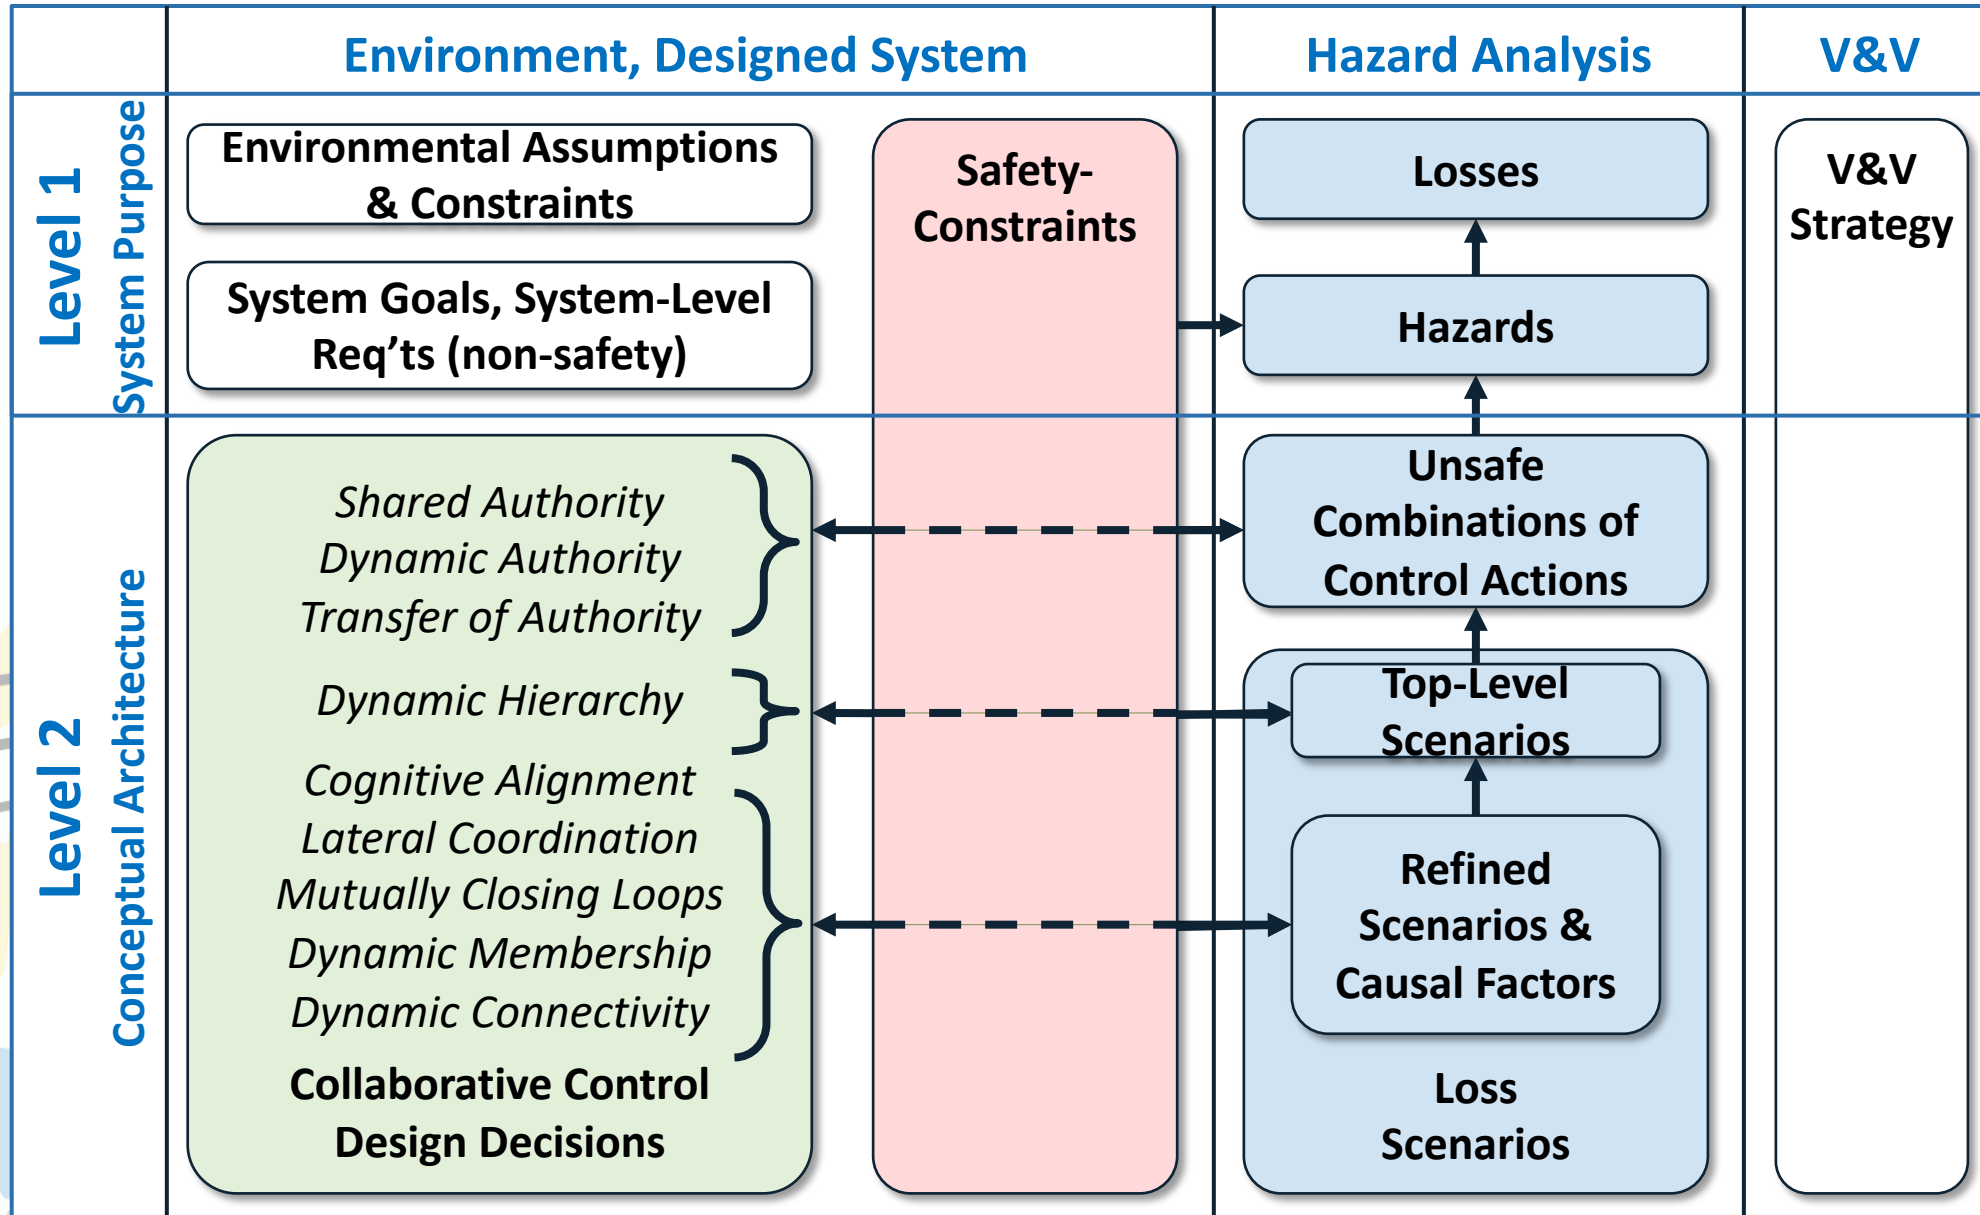 Environment, Designed System
Hazard Analysis
V&V
Level 1
System Purpose
Environmental Assumptions
& Constraints
System Goals, System-Level
Req’ts (non-safety)
Safety-
Constraints
Losses
Hazards
V&V
Strategy
Level 2
Conceptual Architecture
Shared Authority
Dynamic Authority
Transfer of Authority
Dynamic Hierarchy
Cognitive Alignment
Lateral Coordination
Mutually Closing Loops
Dynamic Membership
Dynamic Connectivity
Collaborative Control
Design Decisions
Unsafe
Combinations of
Control Actions
Top-Level
Scenarios
Refined
Scenarios &
Causal Factors
Loss
Scenarios